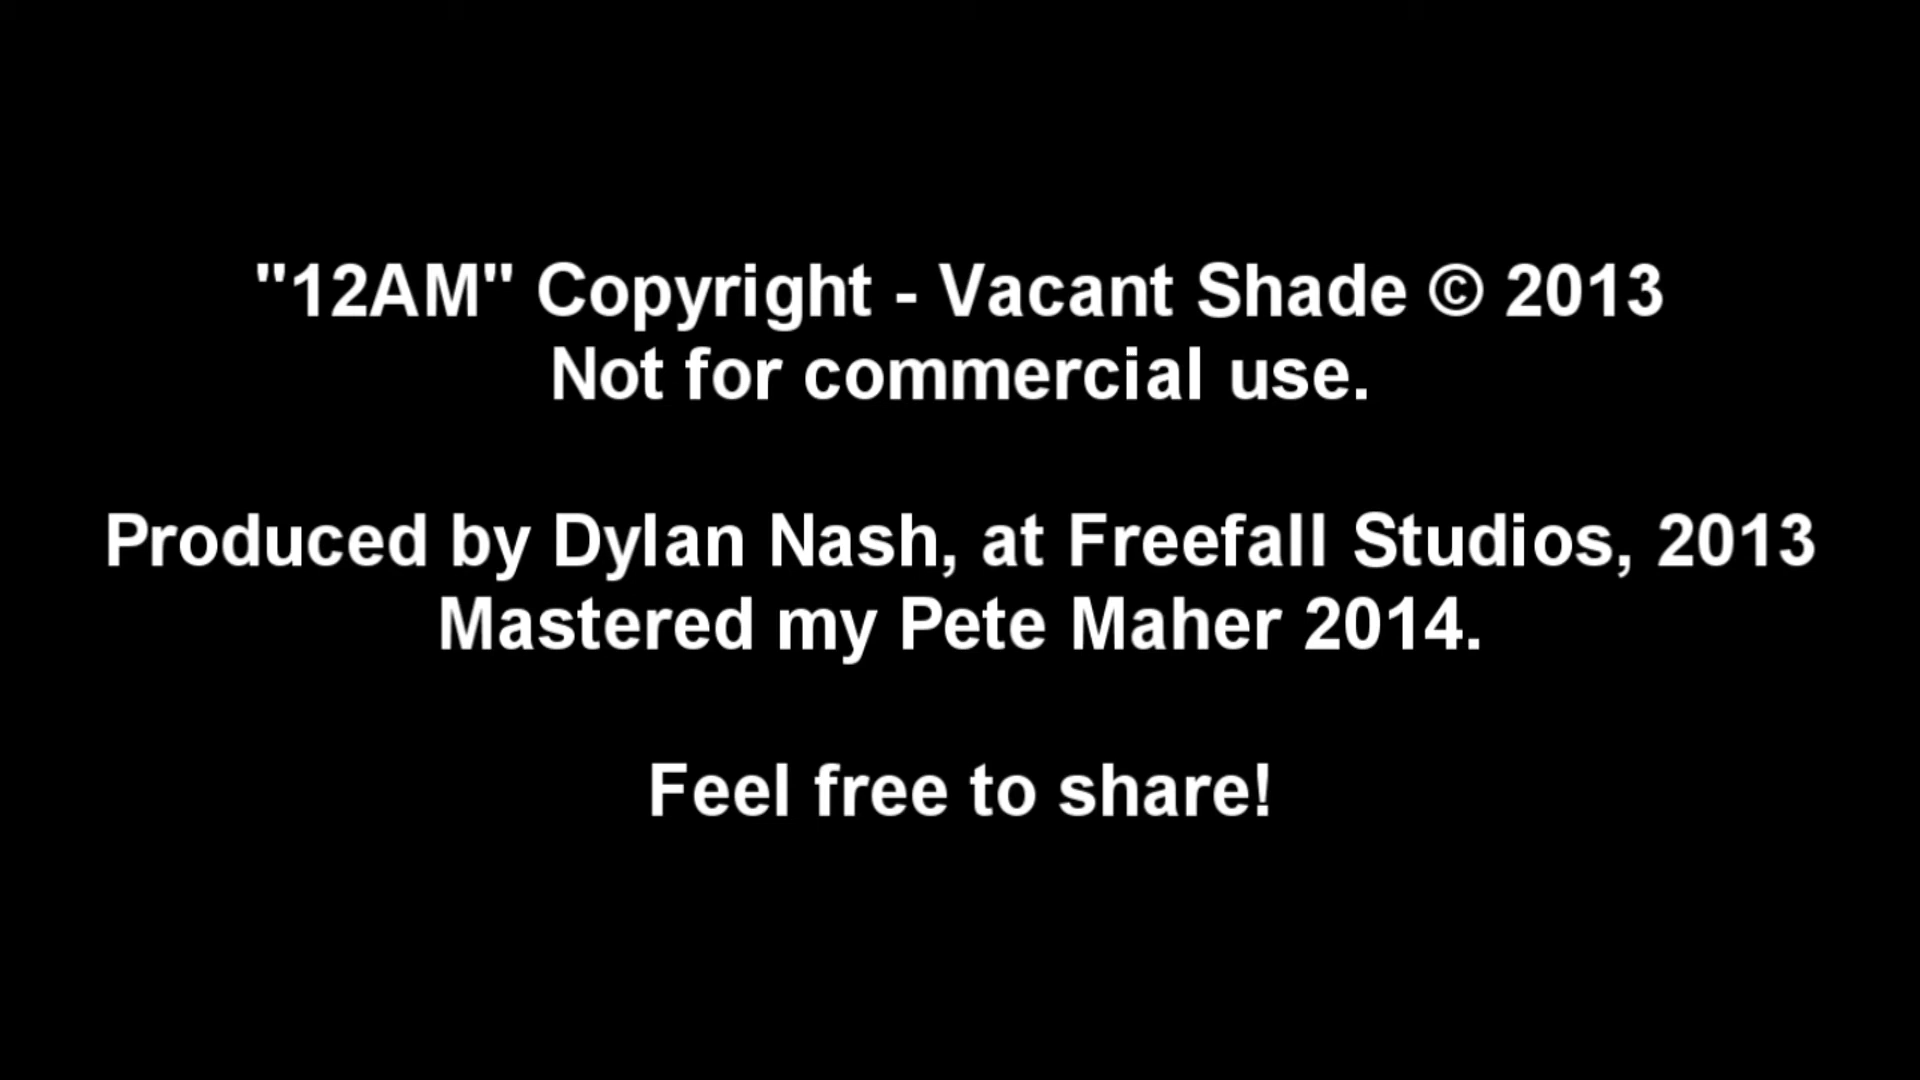 "12AM" Copyright - Vacant Shade © 2013
Not for commercial use.
Produced by Dylan Nash, at Freefall Studios, 2013
Mastered my Pete Maher 2014.
Feel free to share!